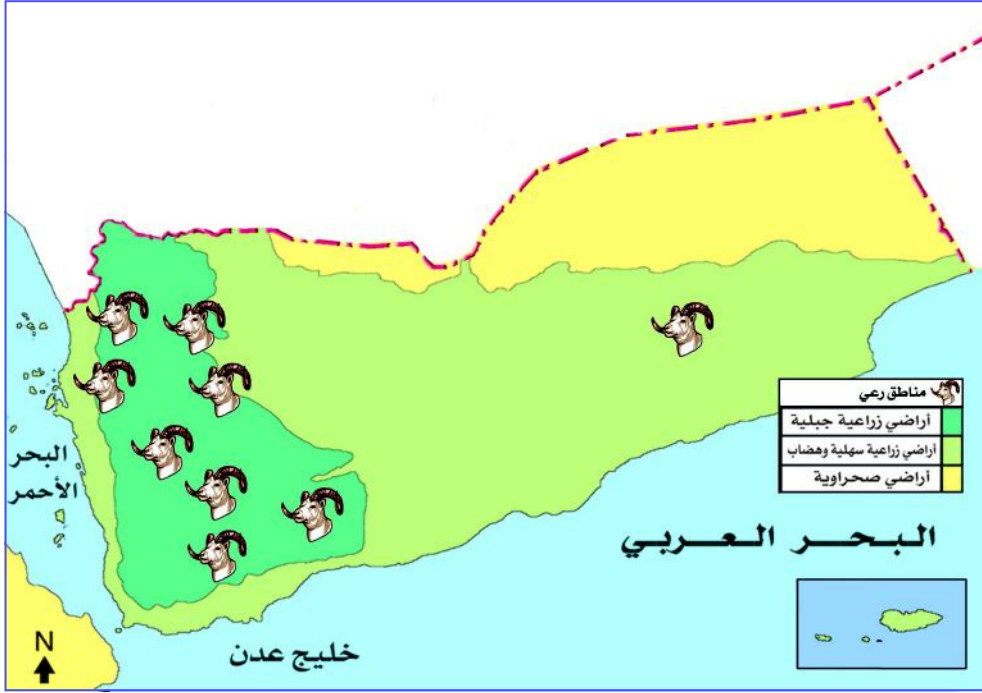 مناطق رعي
أراضي زراعية جبلية
أراضي زراعية سهلية وهضاب
أراضي صحراوية
البحر
الأحمر
البحر العربي
خليج عدن
N